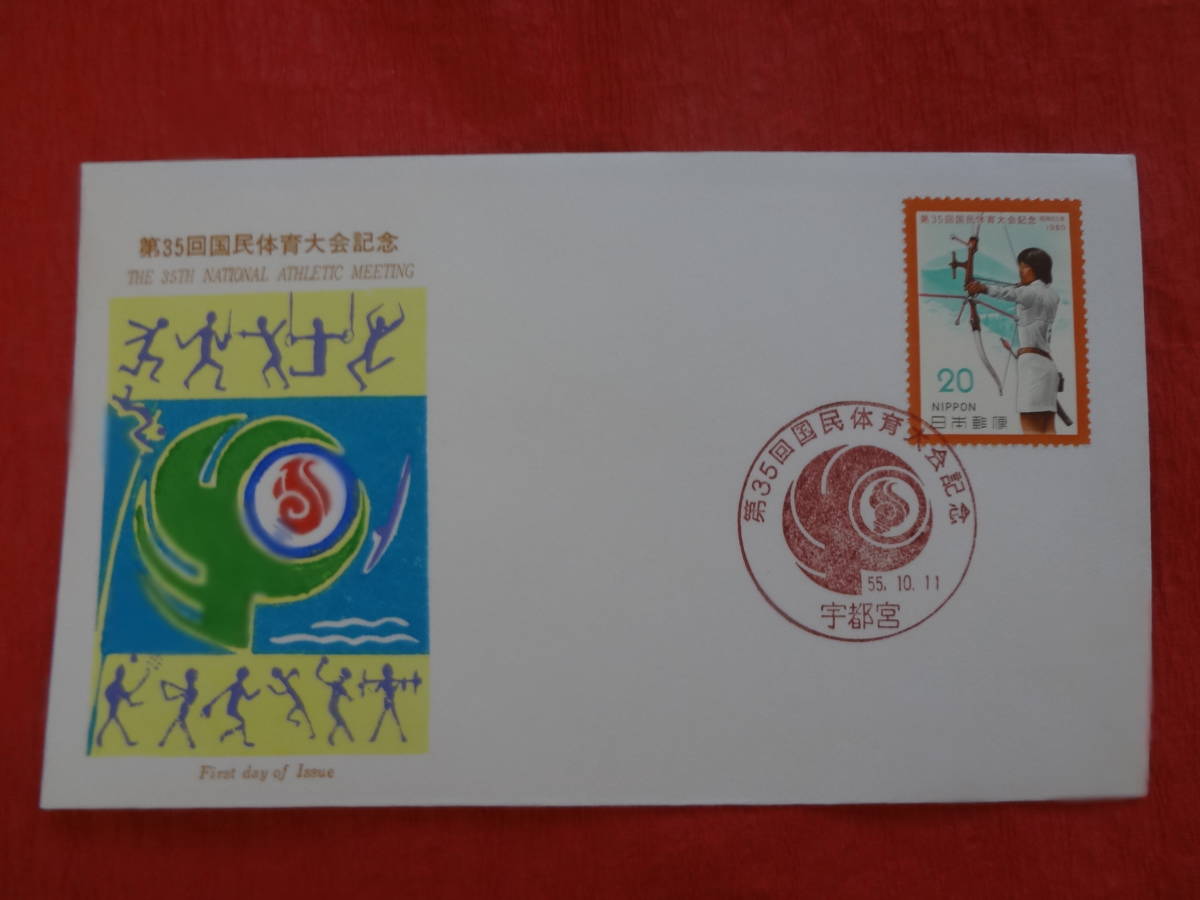 第35回国民体育大会記念
THE 35TH NATIONAL ATHLETIC MEETING
First day of Issue
第35回国民体育大会記念
1980
20
NIPPON
日本郵便
第35回国民体育大会記念
55.10.11
宇都宮